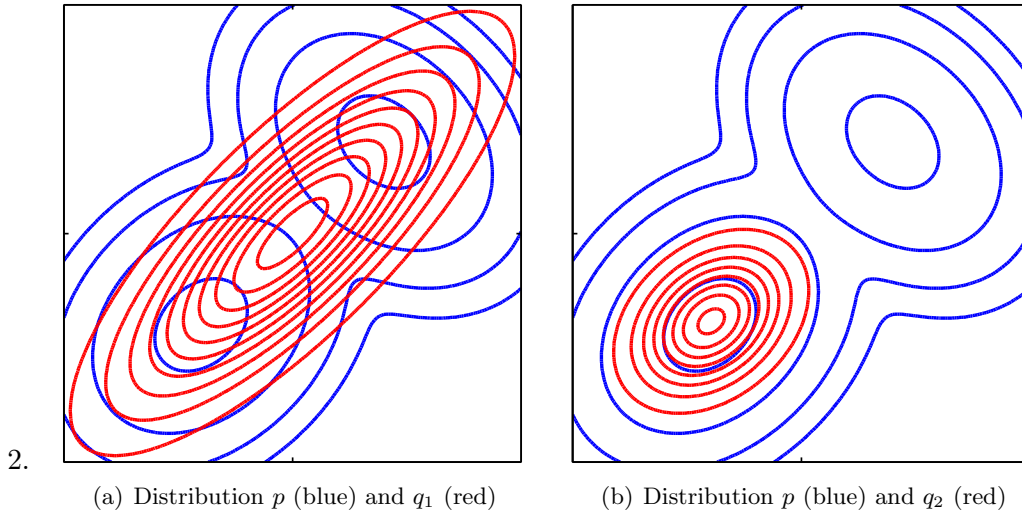 2.
(a) Distribution p (blue) and q₁ (red)
(b) Distribution p (blue) and q₂ (red)